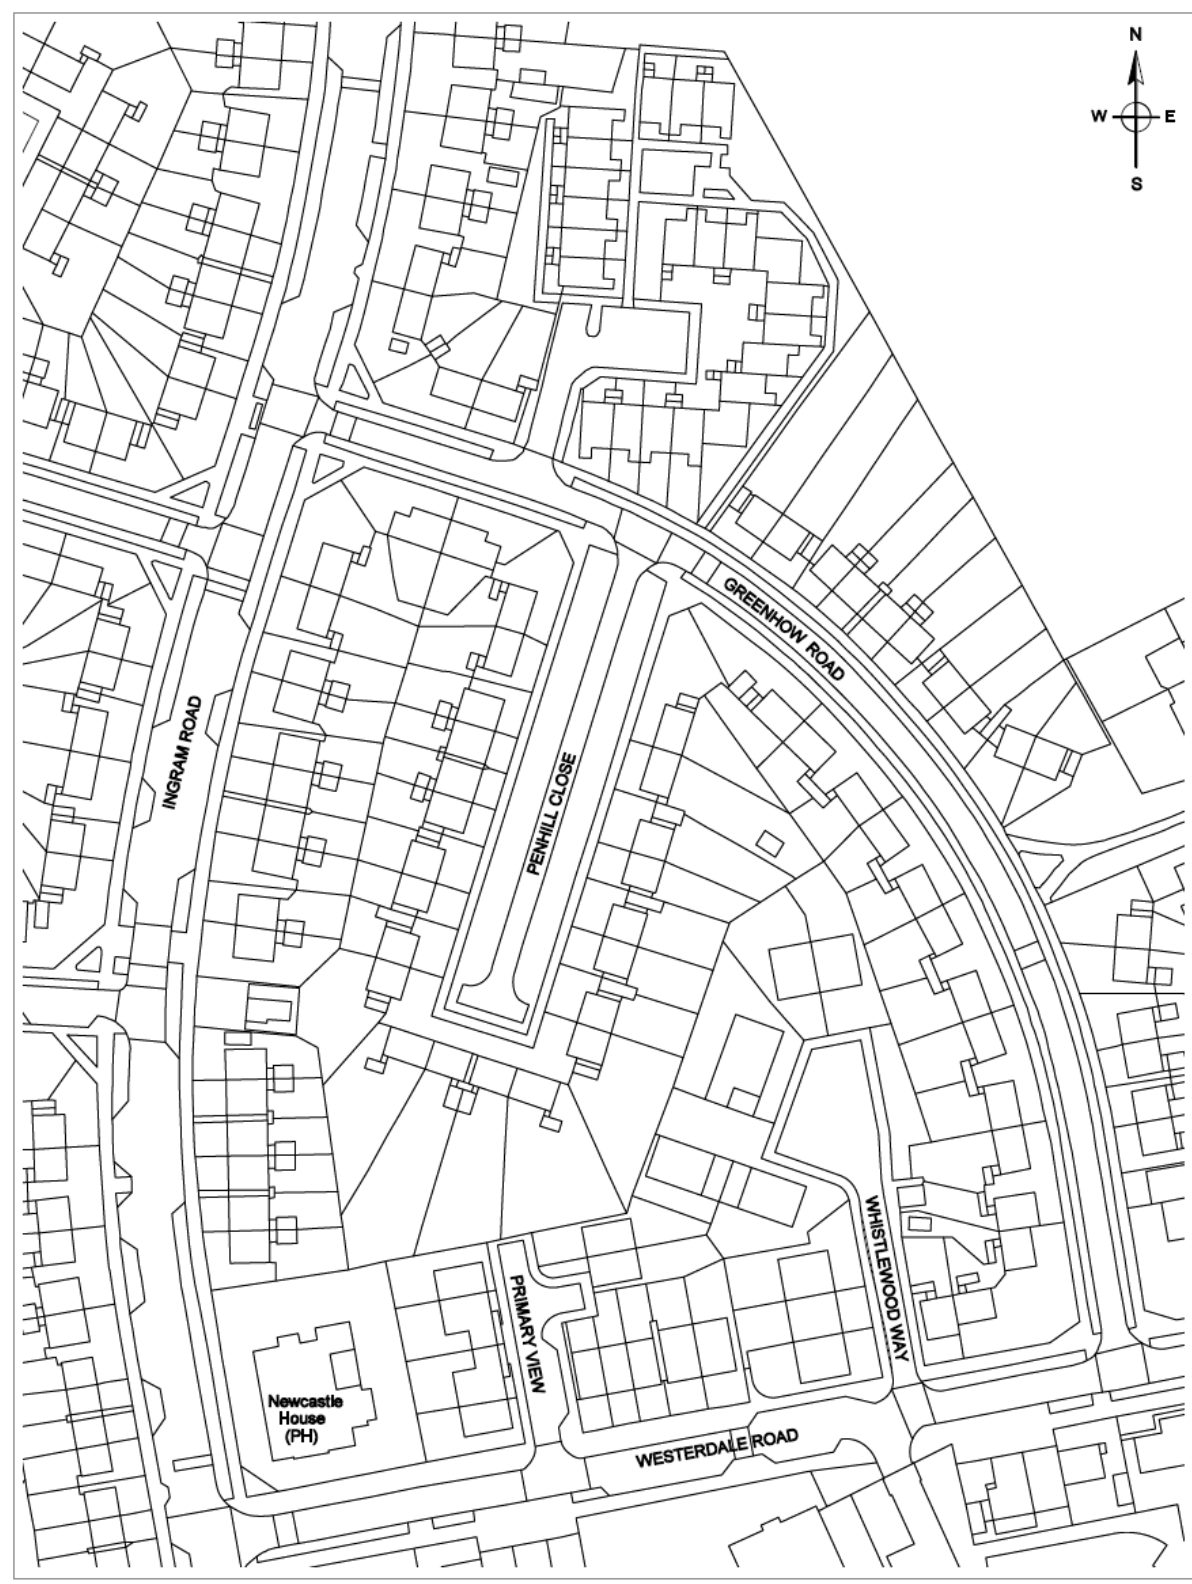 N
W E
S
GREENHOW ROAD
INGRAM ROAD
PENHILL CLOSE
WHISTLEWOOD WAY
PRIMARY VIEW
Newcastle
House
(PH)
WESTERDALE ROAD